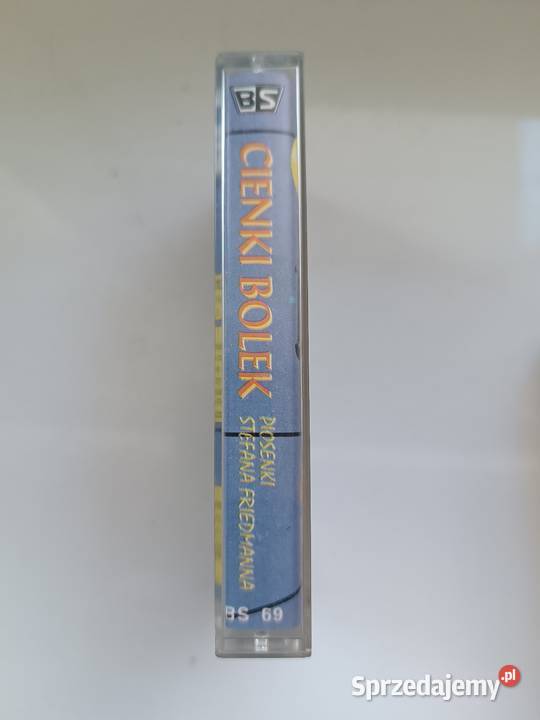 BS
CIENKI BOLEK
PIOSENKI
STEFANA FRIEDMANNA
BS 69
Sprzedajemy.pl